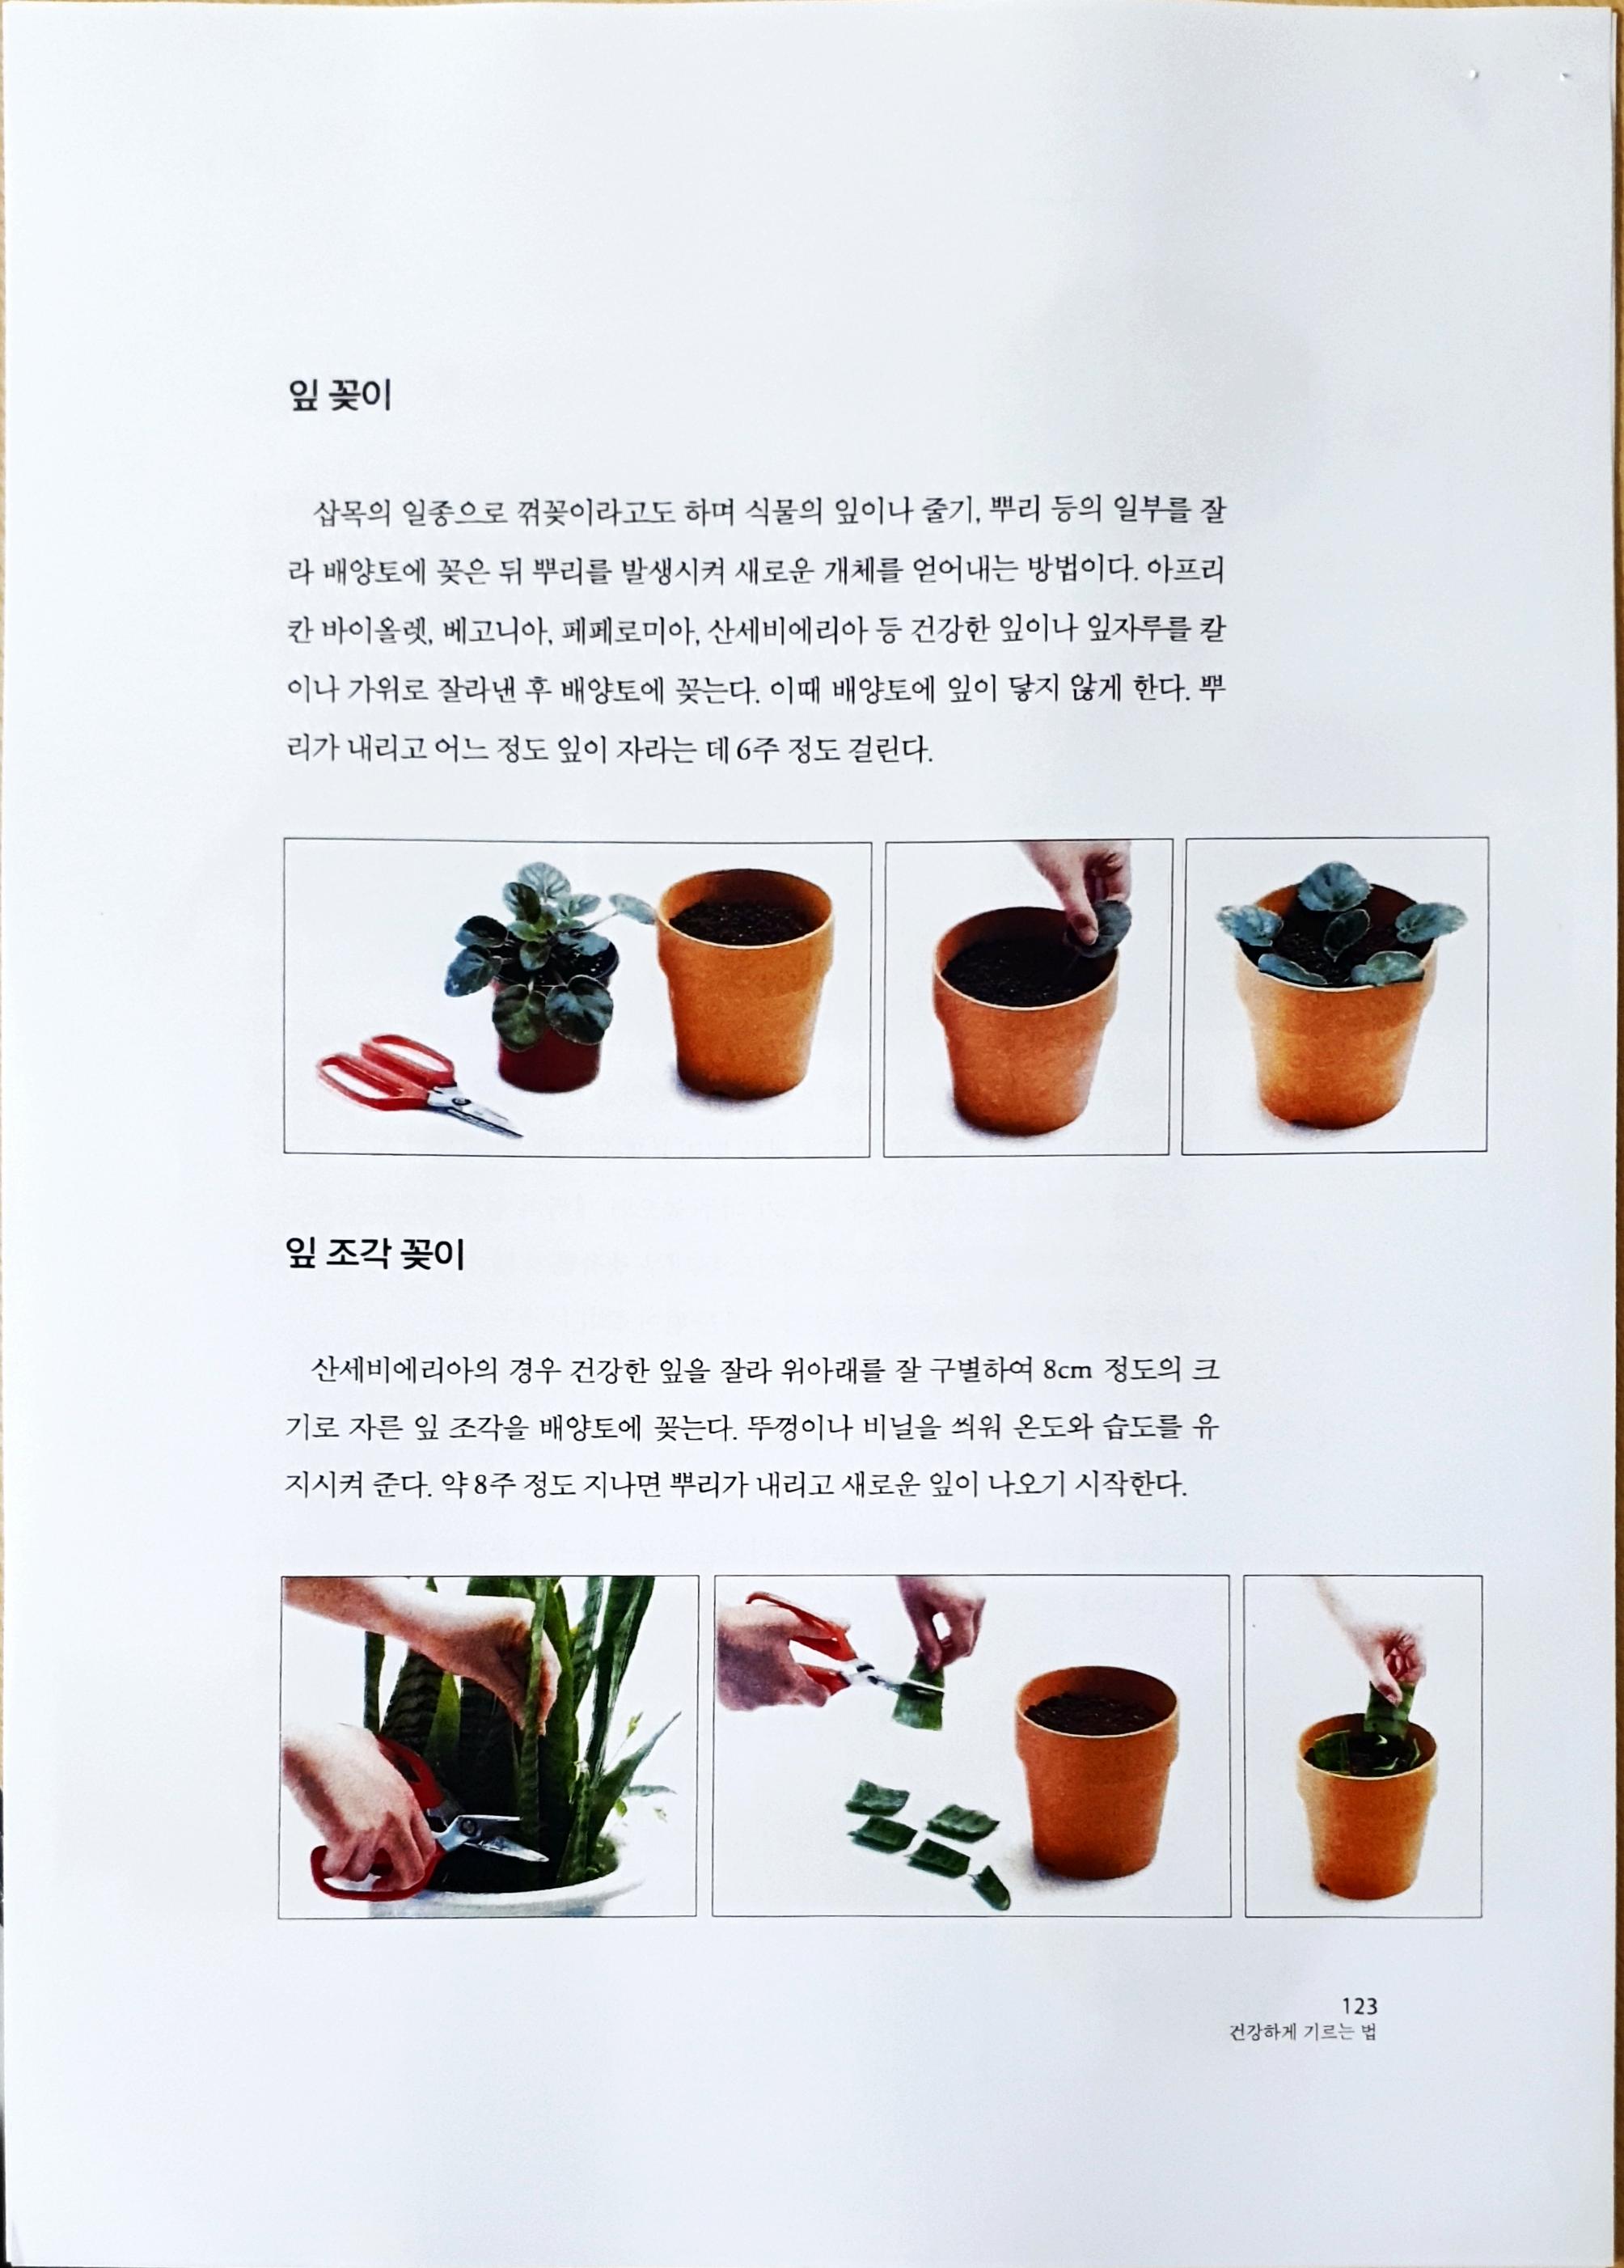 잎 꽂이
삽목의 일종으로 꺾꽂이라고도 하며 식물의 잎이나 줄기, 뿌리 등의 일부를 잘
라 배양토에 꽂은 뒤 뿌리를 발생시켜 새로운 개체를 얻어내는 방법이다. 아프리
칸 바이올렛, 베고니아, 페페로미아, 산세비에리아 등 건강한 잎이나 잎자루를 칼
이나 가위로 잘라낸 후 배양토에 꽂는다. 이때 배양토에 잎이 닿지 않게 한다. 뿌
리가 내리고 어느 정도 잎이 자라는 데 6주 정도 걸린다.
잎 조각 꽂이
산세비에리아의 경우 건강한 잎을 잘라 위아래를 잘 구별하여 8cm 정도의 크
기로 자른 잎 조각을 배양토에 꽂는다. 뚜껑이나 비닐을 씌워 온도와 습도를 유
지시켜 준다. 약 8주 정도 지나면 뿌리가 내리고 새로운 잎이 나오기 시작한다.
123
건강하게 기르는 법